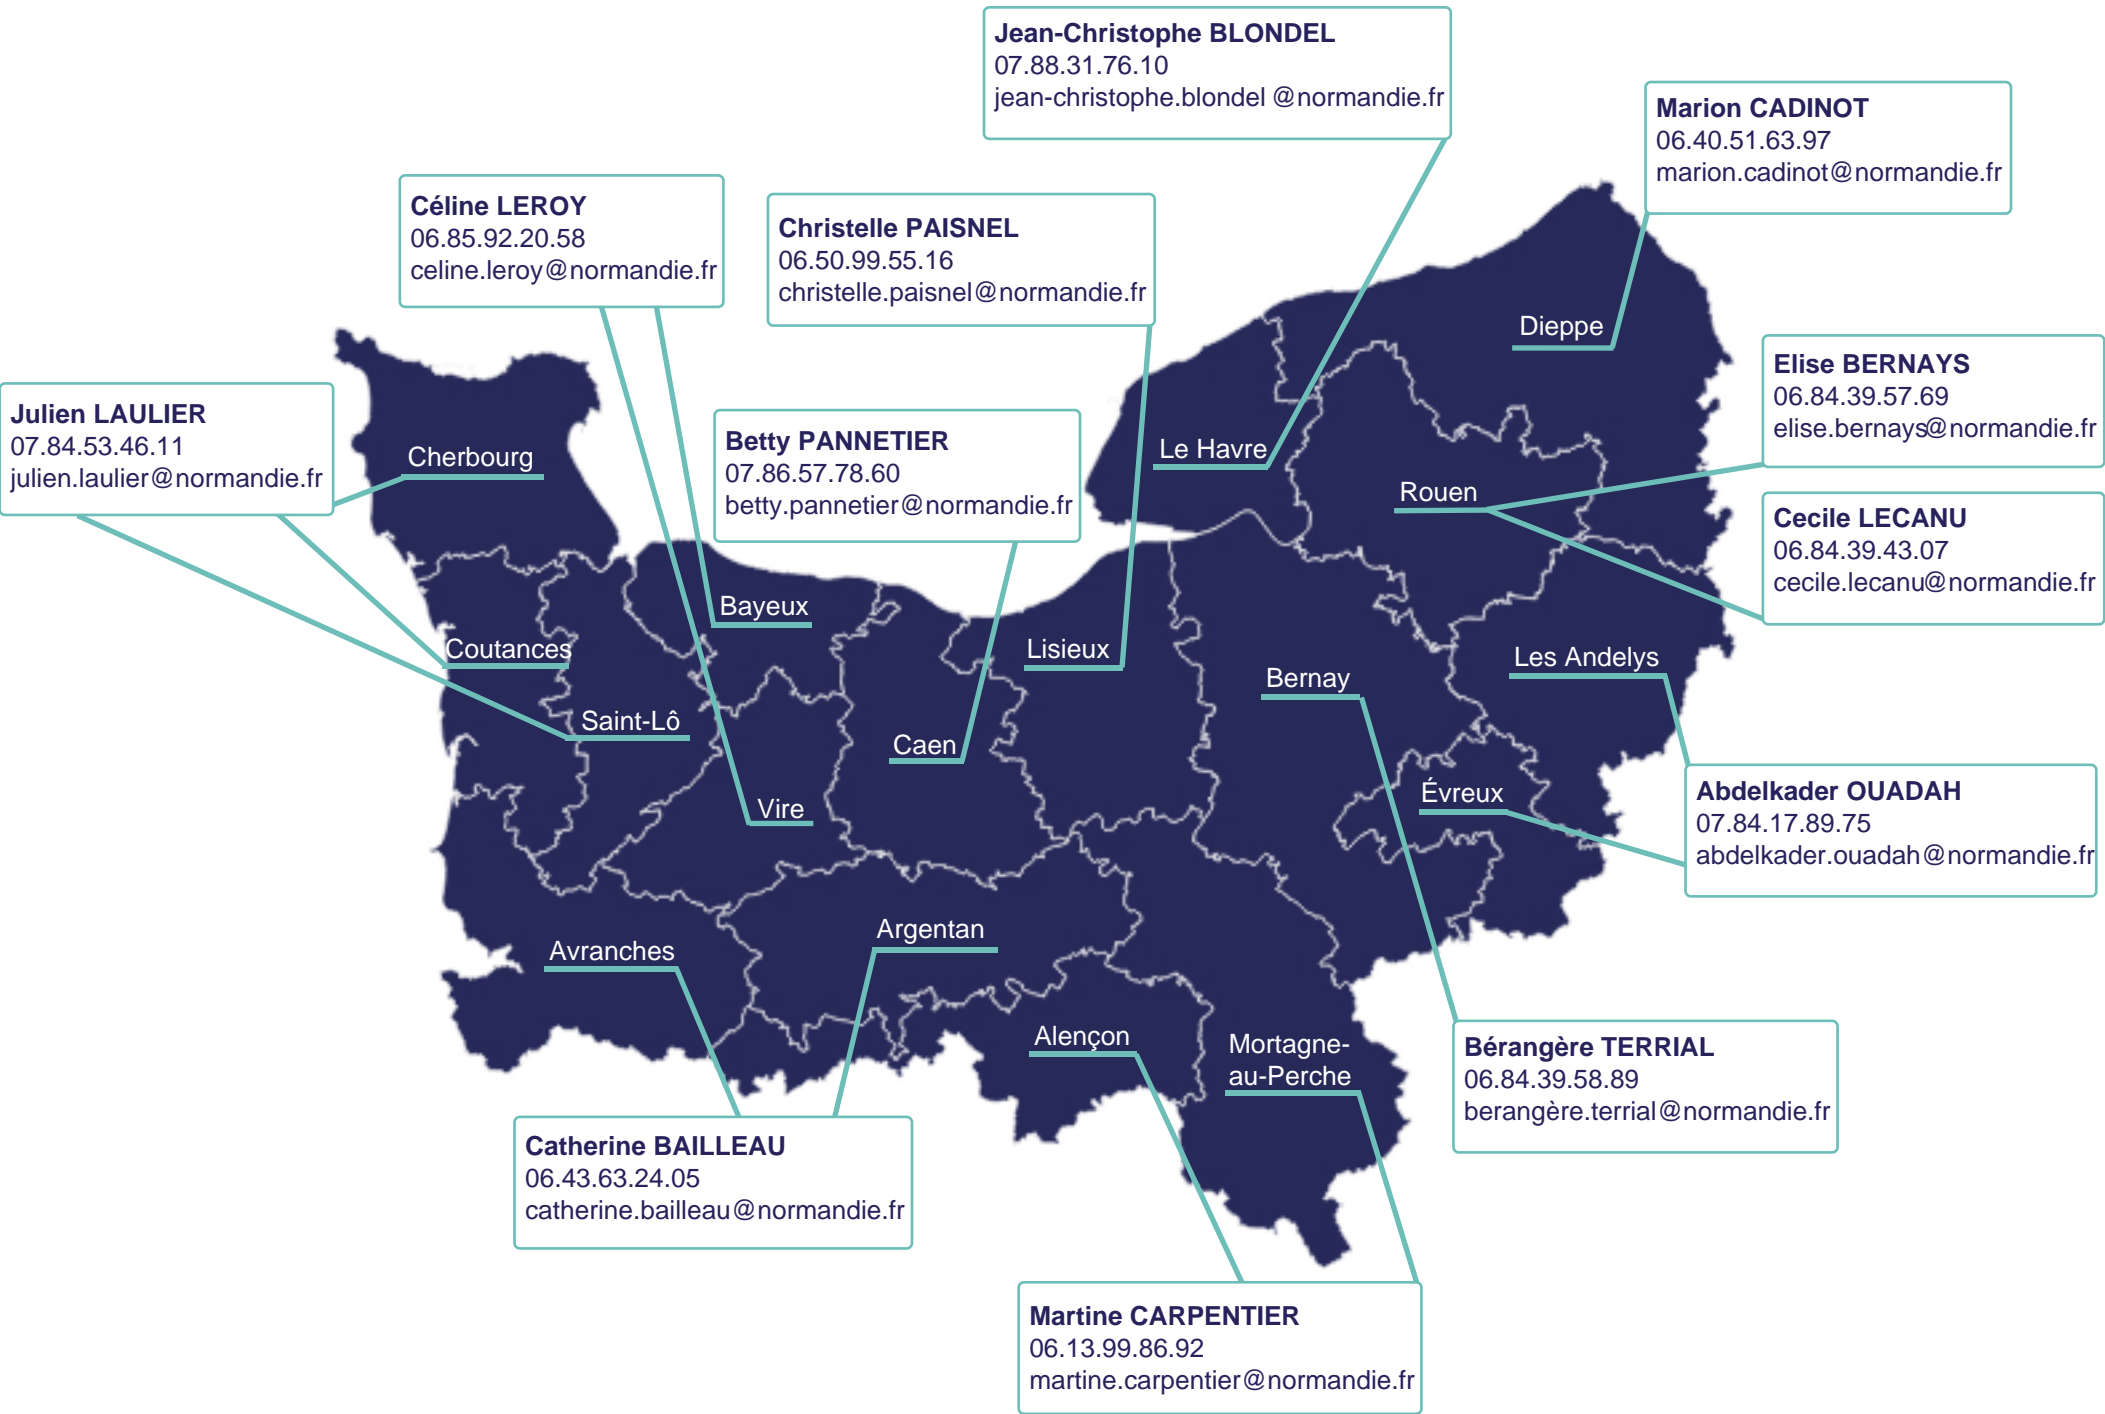 Jean-Christophe BLONDEL
07.88.31.76.10
jean-christophe.blondel @normandie.fr
Marion CADINOT
06.40.51.63.97
marion.cadinot@normandie.fr
Céline LEROY
06.85.92.20.58
celine.leroy@normandie.fr
Christelle PAISNEL
06.50.99.55.16
christelle.paisnel@normandie.fr
Dieppe
Elise BERNAYS
06.84.39.57.69
elise.bernays@normandie.fr
Julien LAULIER
07.84.53.46.11
julien.laulier@normandie.fr
Cherbourg
Betty PANNETIER
07.86.57.78.60
betty.pannetier@normandie.fr
Le Havre
Rouen
Cecile LECANU
06.84.39.43.07
cecile.lecanu@normandie.fr
Bayeux
Coutances
Lisieux
Les Andelys
Bernay
Saint-Lô
Caen
Vire
Évreux
Abdelkader OUADAH
07.84.17.89.75
abdelkader.ouadah@normandie.fr
Argentan
Avranches
Alençon
Mortagne-
au-Perche
Bérangère TERRIAL
06.84.39.58.89
berangère.terrial@normandie.fr
Catherine BAILLEAU
06.43.63.24.05
catherine.bailleau@normandie.fr
Martine CARPENTIER
06.13.99.86.92
martine.carpentier@normandie.fr